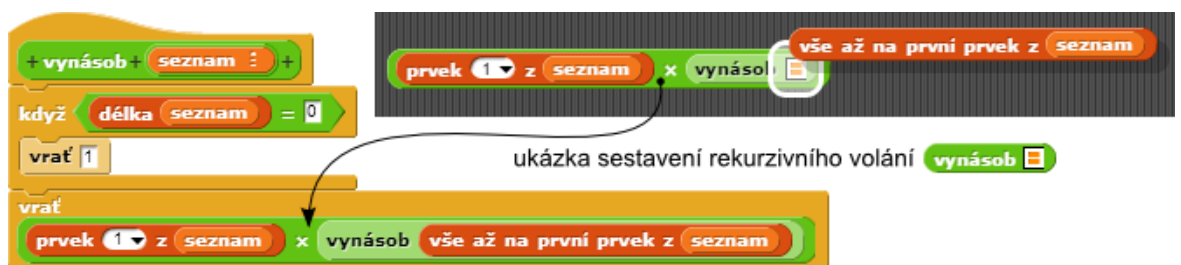 + vynásob + seznam ⋮ +
když délka seznam = 0
vrať 1
vrať
prvek 1 z seznam × vynásob vše až na první prvek z seznam
prvek 1 z seznam × vynásob
vše až na první prvek z seznam
ukázka sestavení rekurzivního volání vynásob